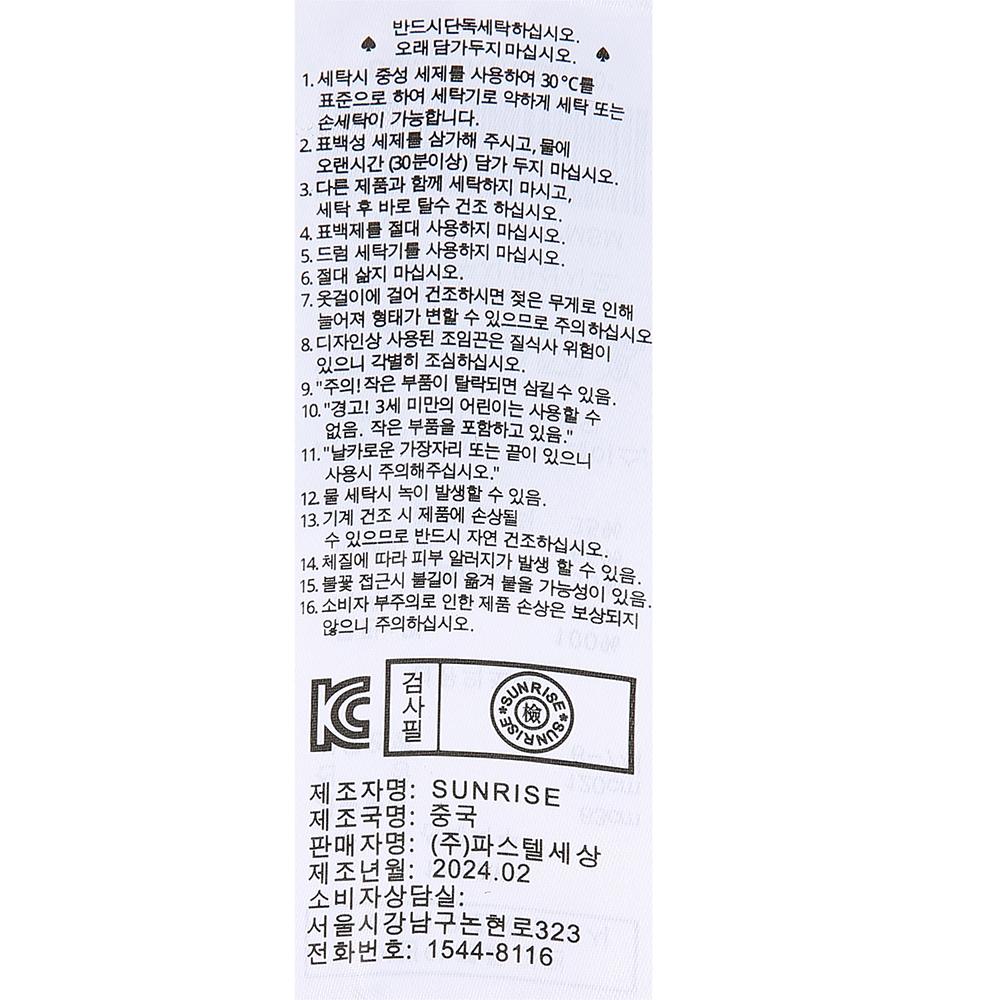 반드시단독세탁하십시오.
♠ 오래 담가두지마십시오. ♠
1. 세탁시 중성 세제를 사용하여 30°C를
표준으로 하여 세탁기로 약하게 세탁 또는
손세탁이 가능합니다.
2. 표백성 세제를 삼가해 주시고, 물에
오랜시간 (30분이상) 담가 두지 마십시오.
3. 다른 제품과 함께 세탁하지 마시고,
세탁 후 바로 탈수 건조 하십시오.
4. 표백제를 절대 사용하지 마십시오.
5. 드럼 세탁기를 사용하지 마십시오.
6. 절대 삶지 마십시오.
7. 옷걸이에 걸어 건조하시면 젖은 무게로 인해
늘어져 형태가 변할 수 있으므로 주의하십시오
8. 디자인상 사용된 조임끈은 질식사 위험이
있으니 각별히 조심하십시오.
9. "주의! 작은 부품이 탈락되면 삼킬수 있음.
10. "경고! 3세 미만의 어린이는 사용할 수
없음. 작은 부품을 포함하고 있음."
11. "날카로운 가장자리 또는 끝이 있으니
사용시 주의해주십시오."
12. 물 세탁시 녹이 발생할 수 있음.
13. 기계 건조 시 제품에 손상될
수 있으므로 반드시 자연 건조하십시오.
14. 체질에 따라 피부 알러지가 발생 할 수 있음.
15. 불꽃 접근시 불길이 옮겨 붙을 가능성이 있음.
16. 소비자 부주의로 인한 제품 손상은 보상되지
않으니 주의하십시오.
KC 검사필 *SUNRISE*SUNRISE 檢
제조자명: SUNRISE
제조국명: 중국
판매자명: (주)파스텔세상
제조년월: 2024.02
소비자상담실:
서울시강남구논현로323
전화번호: 1544-8116